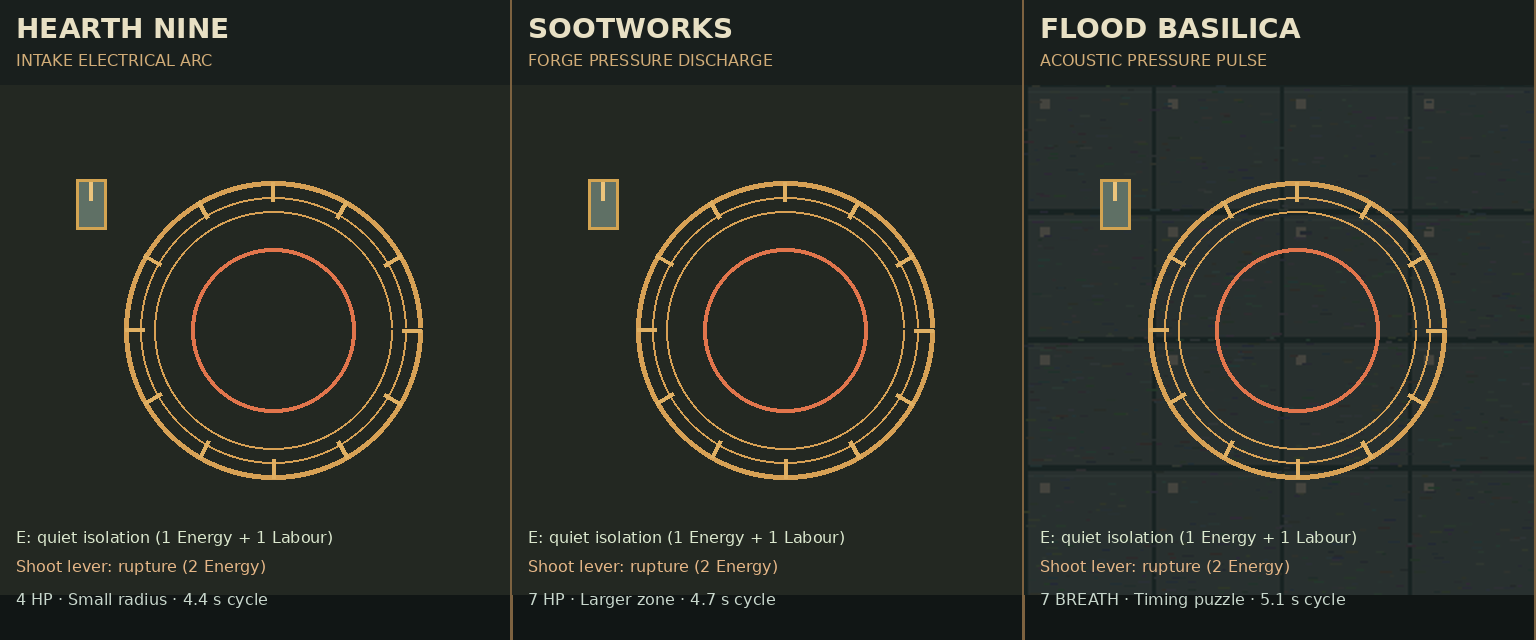 HEARTH NINE
INTAKE ELECTRICAL ARC
E: quiet isolation (1 Energy + 1 Labour)
Shoot lever: rupture (2 Energy)
4 HP · Small radius · 4.4 s cycle
SOOTWORKS
FORGE PRESSURE DISCHARGE
E: quiet isolation (1 Energy + 1 Labour)
Shoot lever: rupture (2 Energy)
7 HP · Larger zone · 4.7 s cycle
FLOOD BASILICA
ACOUSTIC PRESSURE PULSE
E: quiet isolation (1 Energy + 1 Labour)
Shoot lever: rupture (2 Energy)
7 BREATH · Timing puzzle · 5.1 s cycle